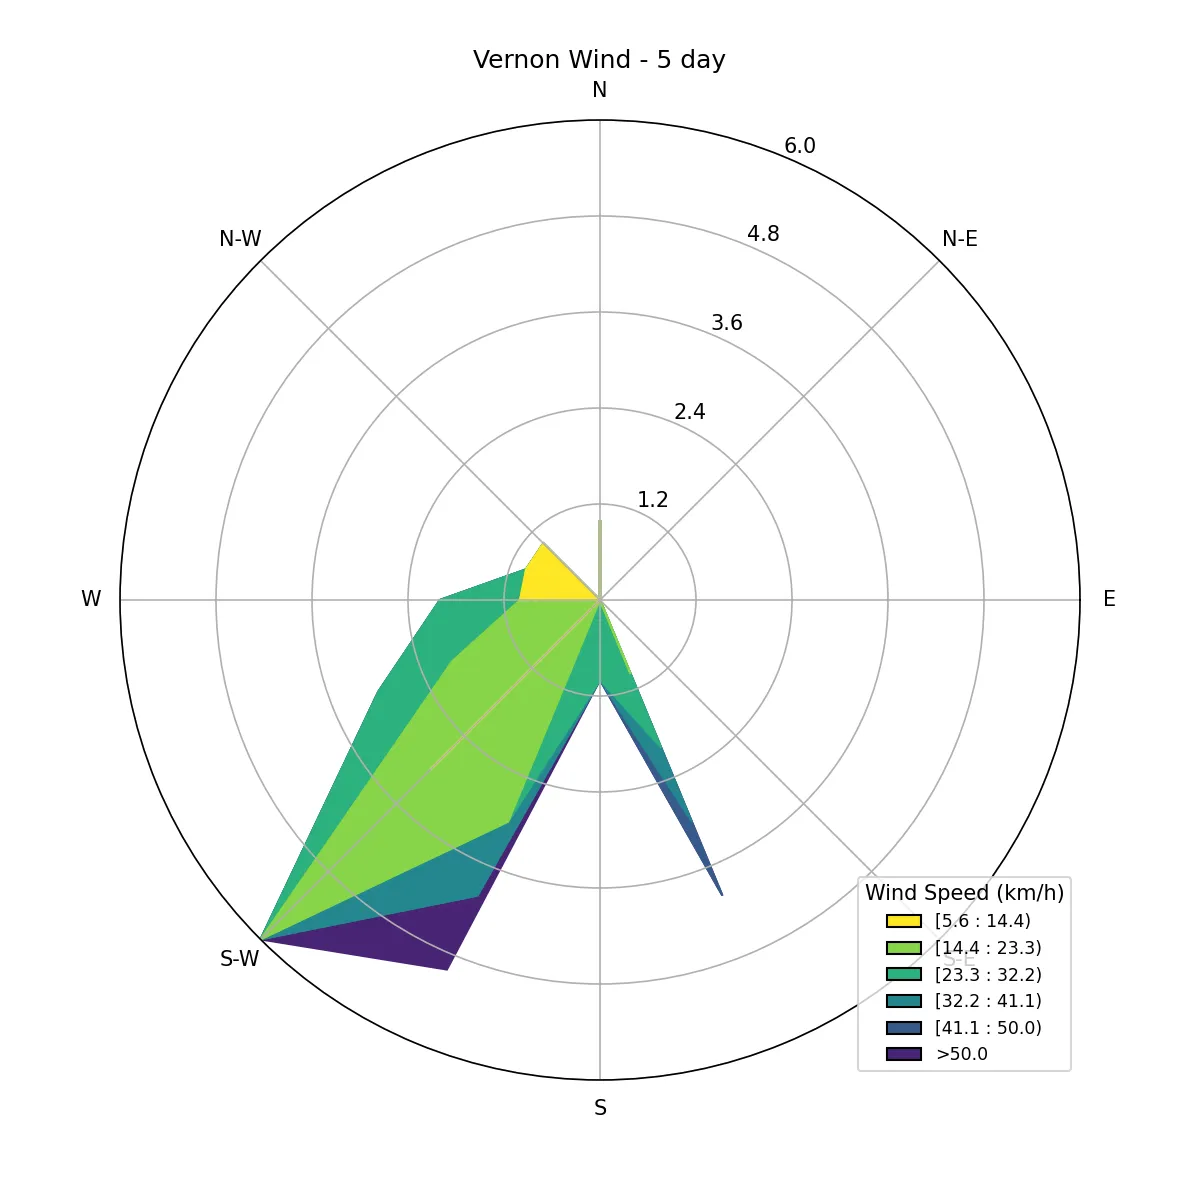 Vernon Wind - 5 day
N
6.0
N-W
4.8
N-E
3.6
2.4
1.2
W
E
S-W
S-E
S
Wind Speed (km/h)
[5.6 : 14.4)
[14.4 : 23.3)
[23.3 : 32.2)
[32.2 : 41.1)
[41.1 : 50.0)
>50.0